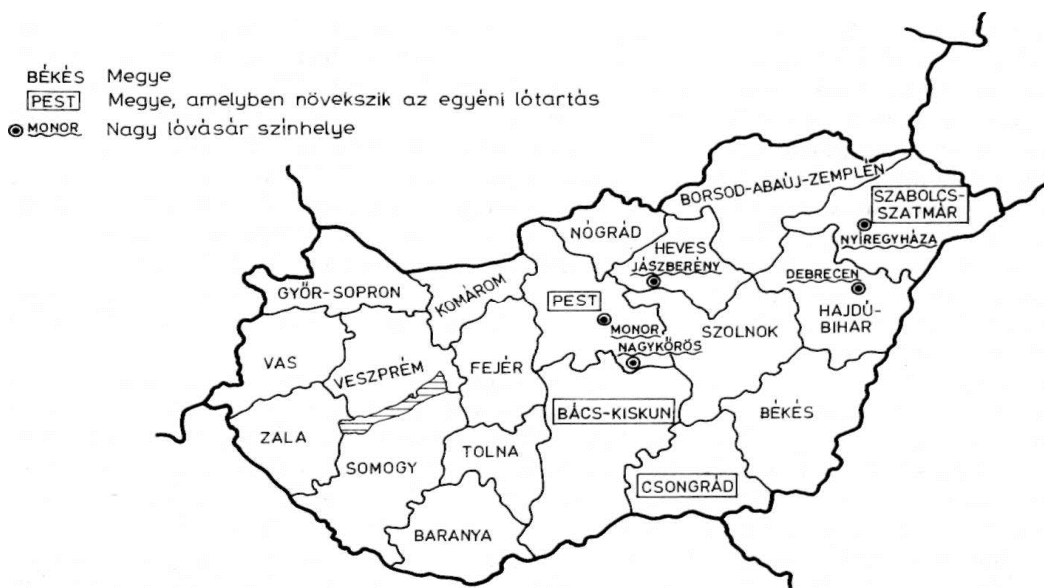 BÉKÉS Megye
PEST Megye, amelyben növekszik az egyéni lótartás
MONOR Nagy lóvásár színhelye
BORSOD-ABAÚJ-ZEMPLÉN
SZABOLCS-
SZATMÁR
NYÍREGYHÁZA
NÓGRÁD
HEVES
JÁSZBERÉNY
DEBRECEN
GYŐR-SOPRON
KOMÁROM
PEST
MONOR
NAGYKŐRÖS
SZOLNOK
HAJDÚ-
BIHAR
VAS
VESZPRÉM
FEJÉR
BÁCS-KISKUN
BÉKÉS
ZALA
SOMOGY
TOLNA
CSONGRÁD
BARANYA